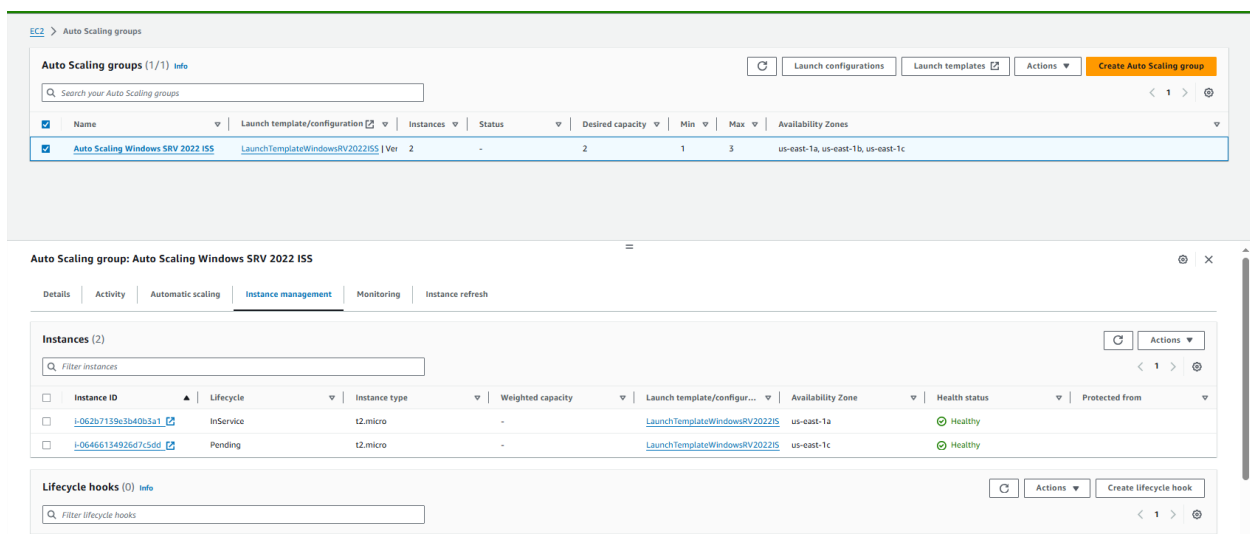 EC2 > Auto Scaling groups
Auto Scaling groups (1/1) Info
Launch configurations
Launch templates
Actions
Create Auto Scaling group
Search your Auto Scaling groups
< 1 >
Name
Launch template/configuration
Instances
Status
Desired capacity
Min
Max
Availability Zones
Auto Scaling Windows SRV 2022 ISS
LaunchTemplateWindowsRV2022ISS | Ver
2
-
2
1
3
us-east-1a, us-east-1b, us-east-1c
Auto Scaling group: Auto Scaling Windows SRV 2022 ISS
Details
Activity
Automatic scaling
Instance management
Monitoring
Instance refresh
Instances (2)
Actions
Filter instances
< 1 >
Instance ID
Lifecycle
Instance type
Weighted capacity
Launch template/configur...
Availability Zone
Health status
Protected from
i-062b7139e3b40b3a1
InService
t2.micro
-
LaunchTemplateWindowsRV2022IS
us-east-1a
Healthy
i-06466134926d7c5dd
Pending
t2.micro
-
LaunchTemplateWindowsRV2022IS
us-east-1c
Healthy
Lifecycle hooks (0) Info
Actions
Create lifecycle hook
Filter lifecycle hooks
< 1 >